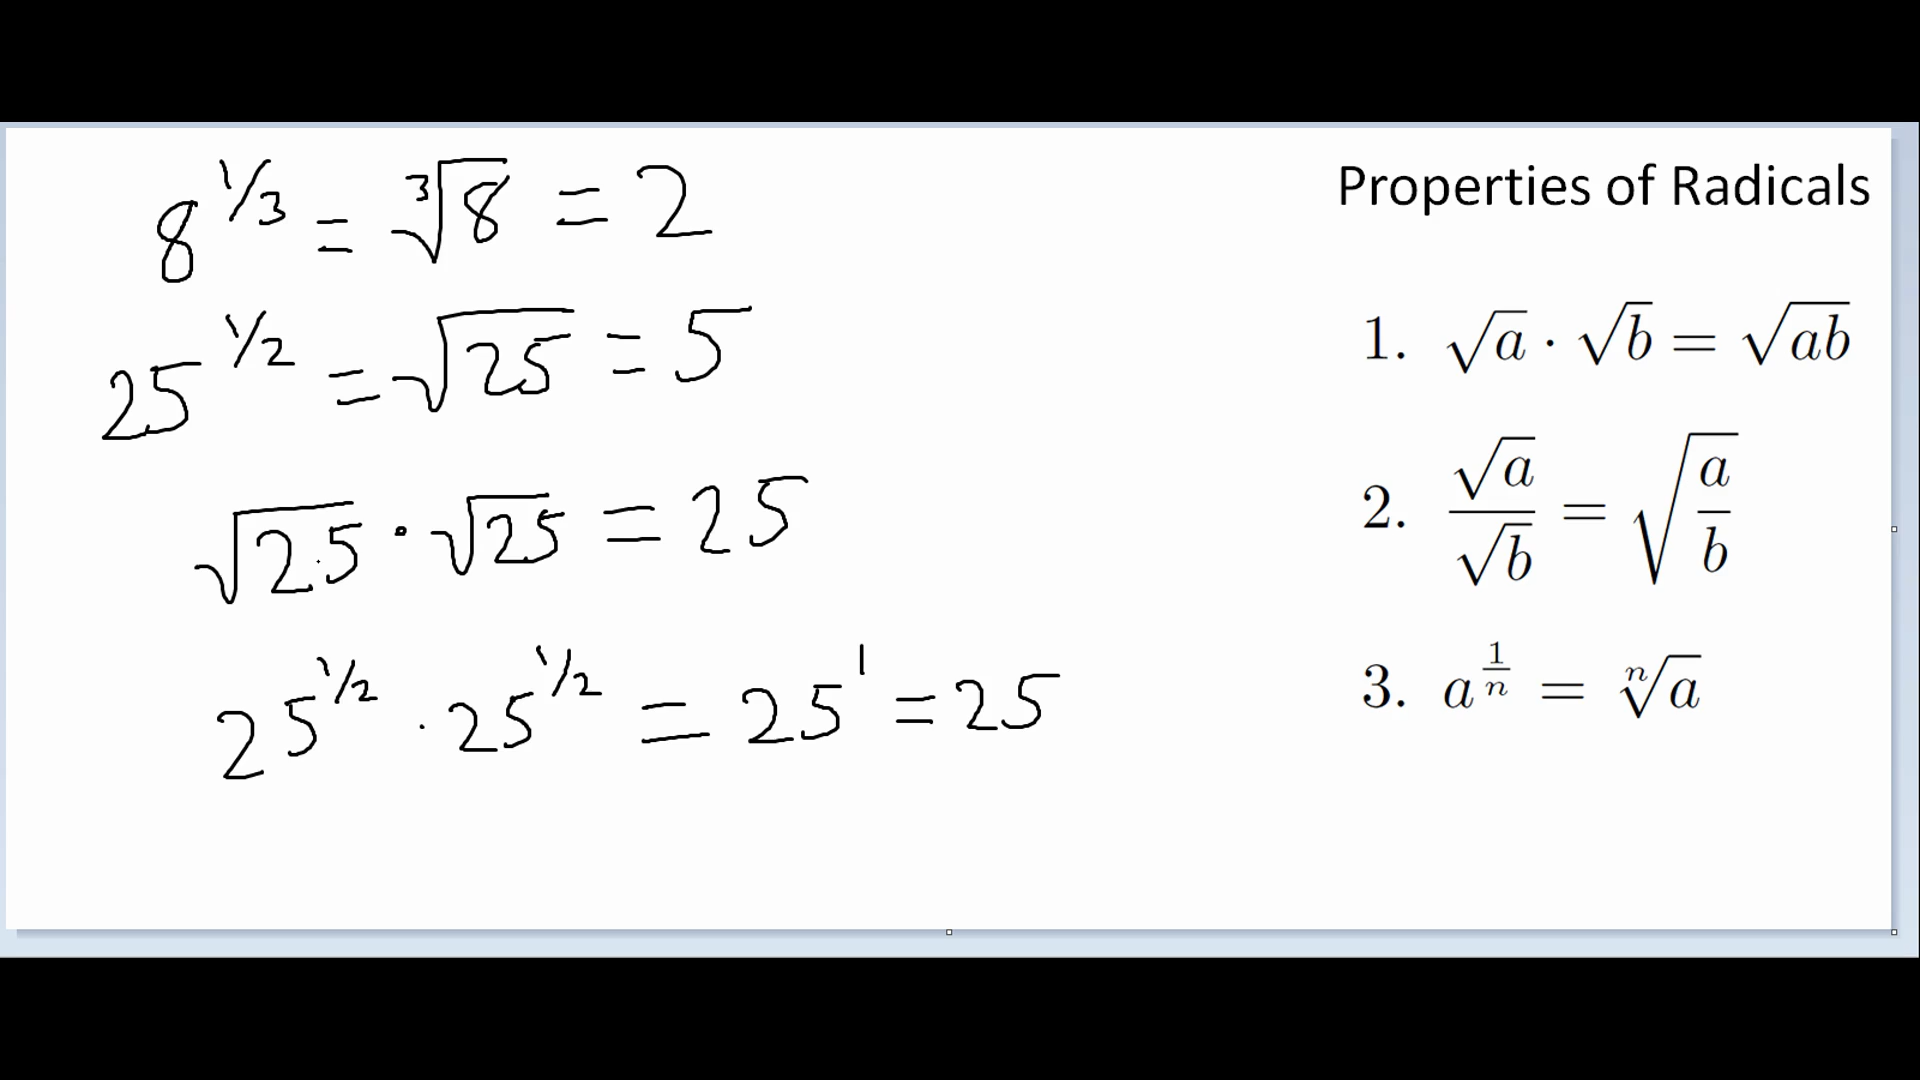 8^{1/3} = ∛8 = 2
25^{1/2} = √25 = 5
√25 · √25 = 25
25^{1/2} · 25^{1/2} = 25^1 = 25
Properties of Radicals
1. √a · √b = √ab
2. √a/√b = √(a/b)
3. a^{1/n} = ⁿ√a